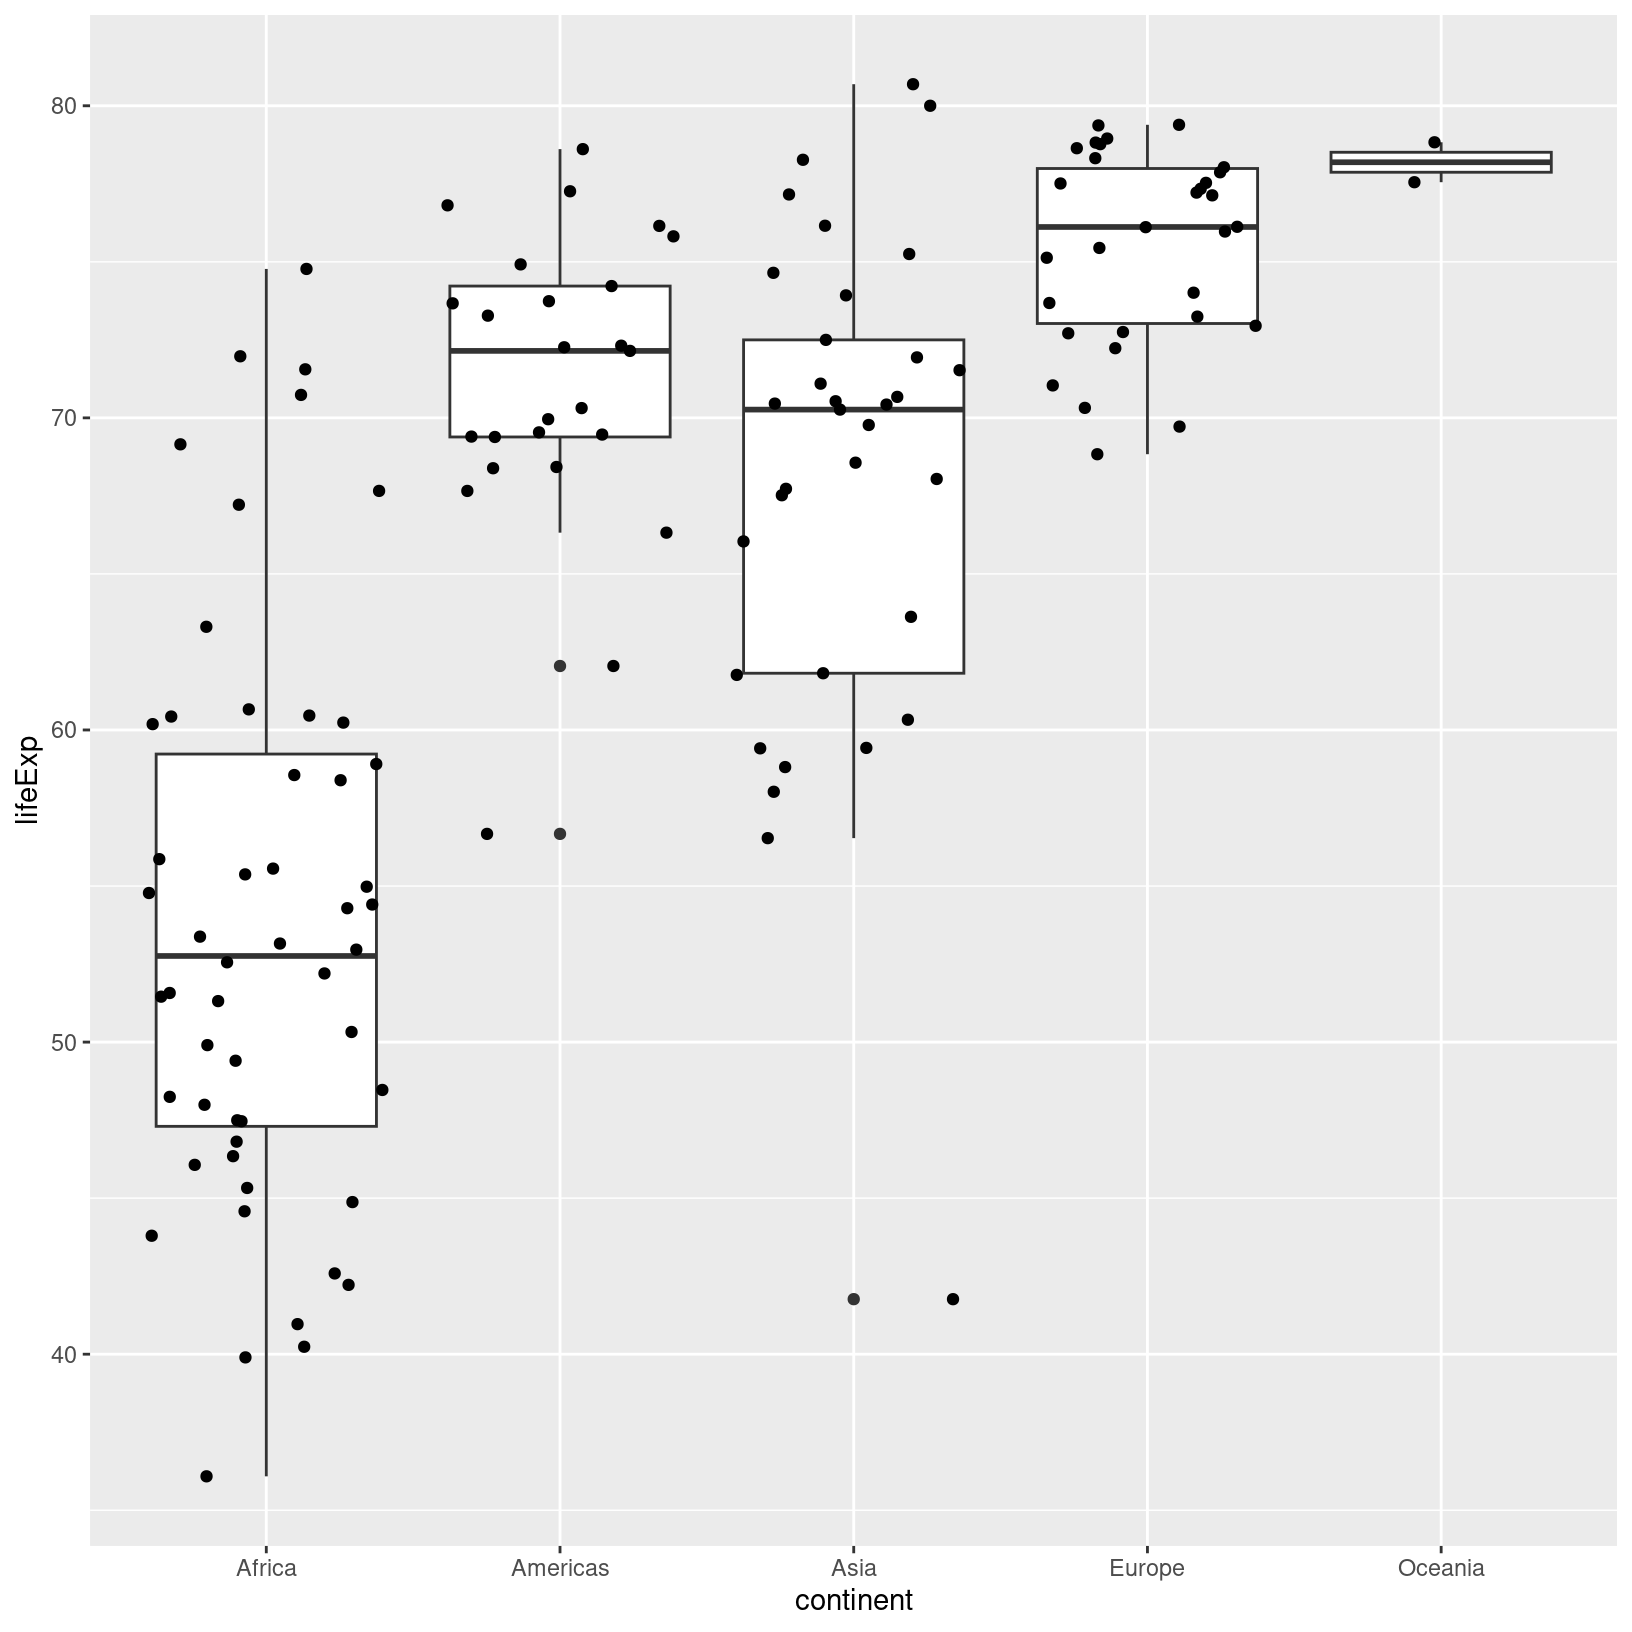 80
70
60
50
40
lifeExp
Africa
Americas
Asia
Europe
Oceania
continent